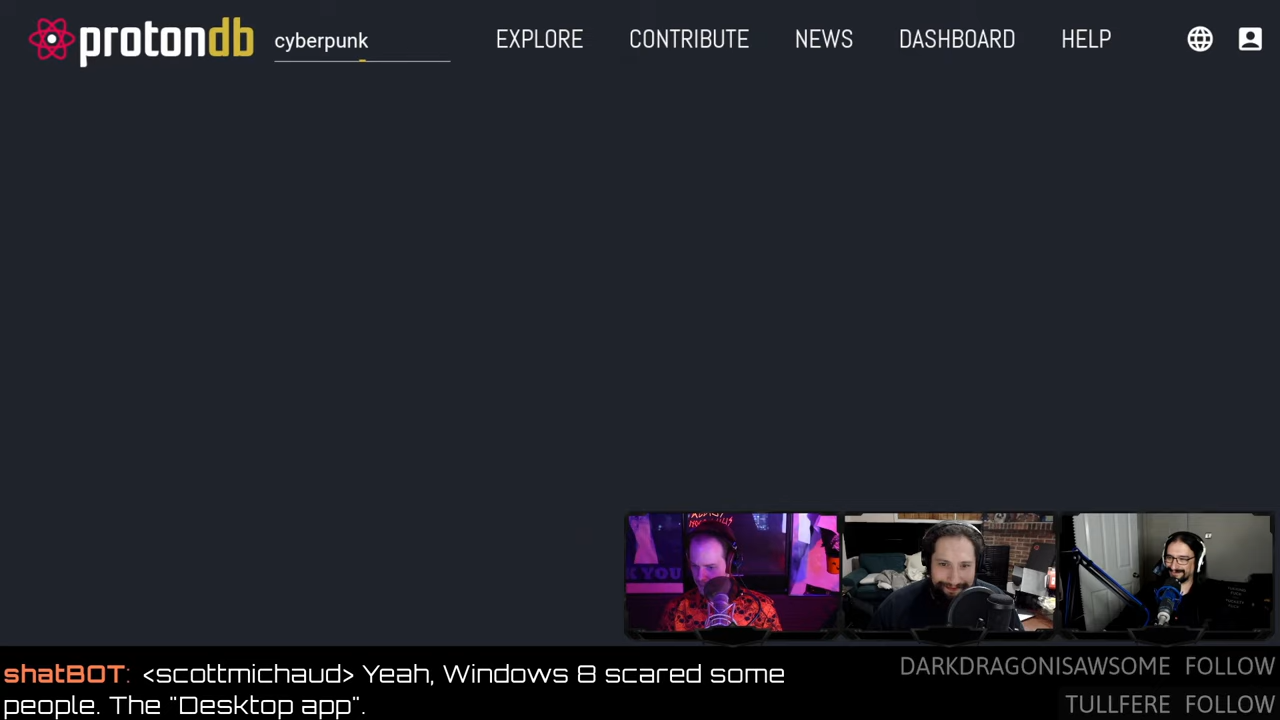 protondb
cyberpunk
EXPLORE
CONTRIBUTE
NEWS
DASHBOARD
HELP
K YOU
shatBOT: <scottmichaud> Yeah, Windows 8 scared some
people. The "Desktop app".
DARKDRAGONISAWSOME FOLLOW
TULLFERE FOLLOW